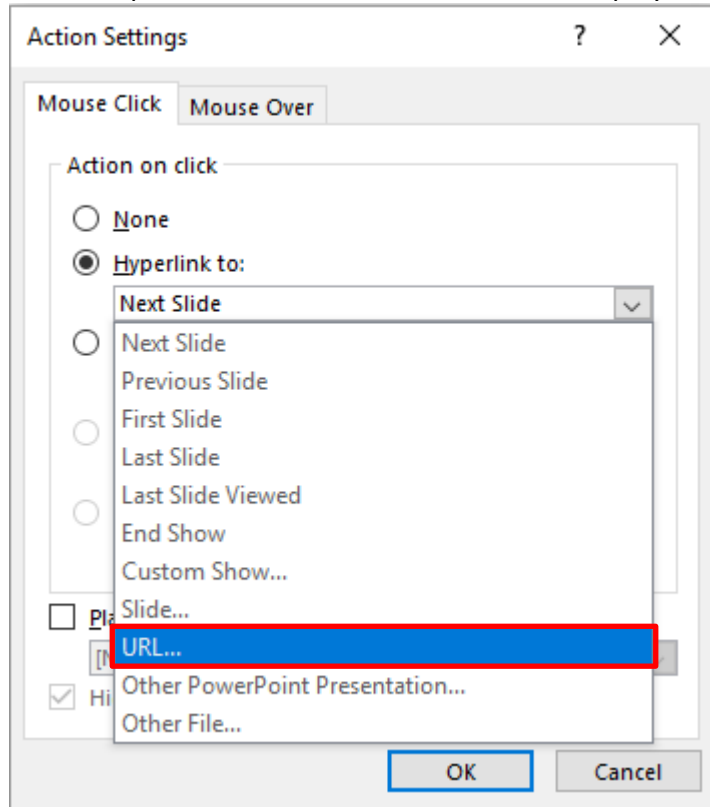 Action Settings ?
Mouse Click Mouse Over
Action on click
None
Hyperlink to:
Next Slide
Next Slide
Previous Slide
First Slide
Last Slide
Last Slide Viewed
End Show
Custom Show...
Slide...
URL...
Other PowerPoint Presentation...
Other File...
OK Cancel